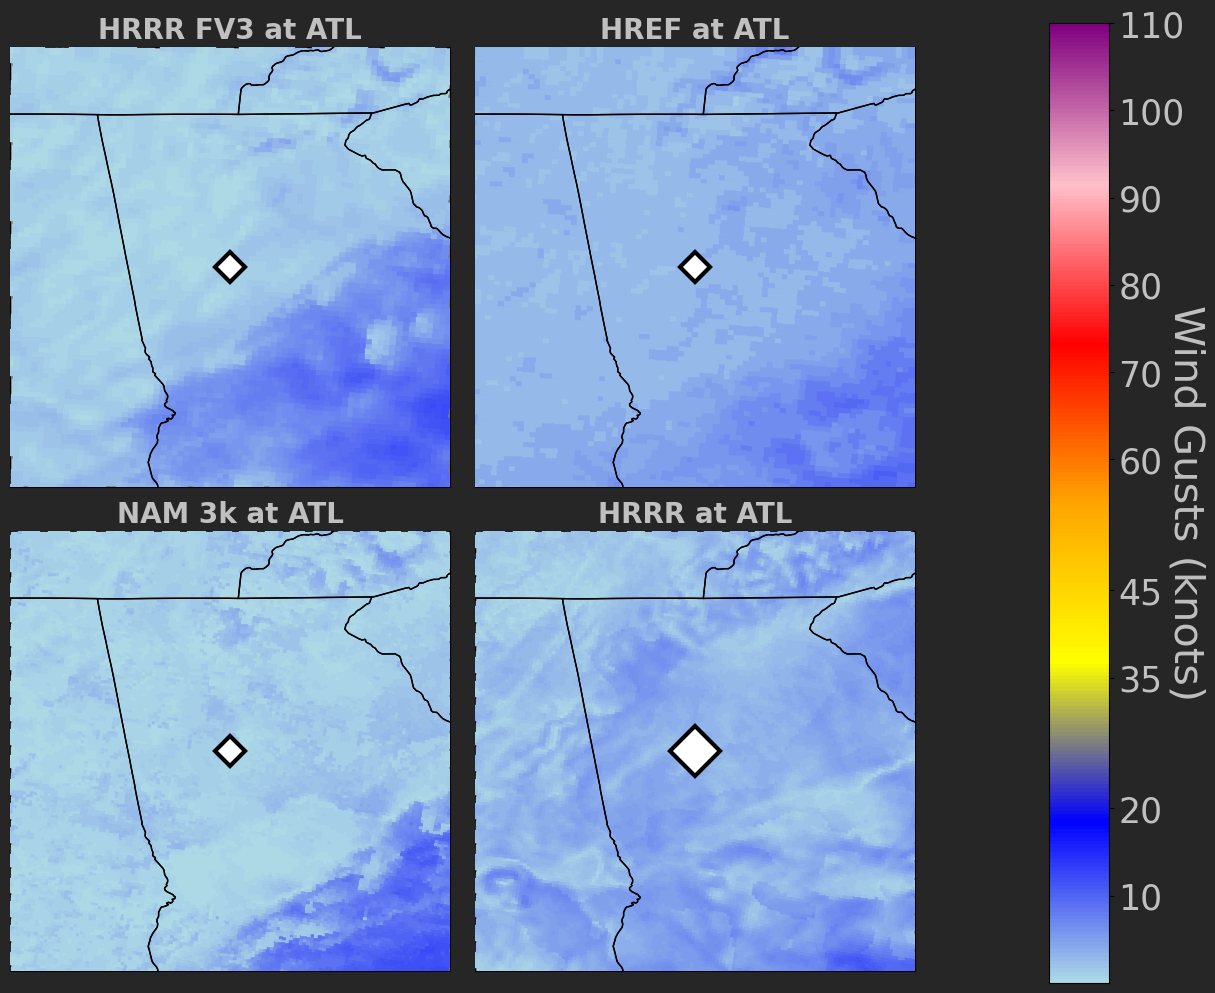 HRRR FV3 at ATL
HREF at ATL
NAM 3k at ATL
HRRR at ATL
110
100
90
80
70
60
45
35
20
10
Wind Gusts (knots)